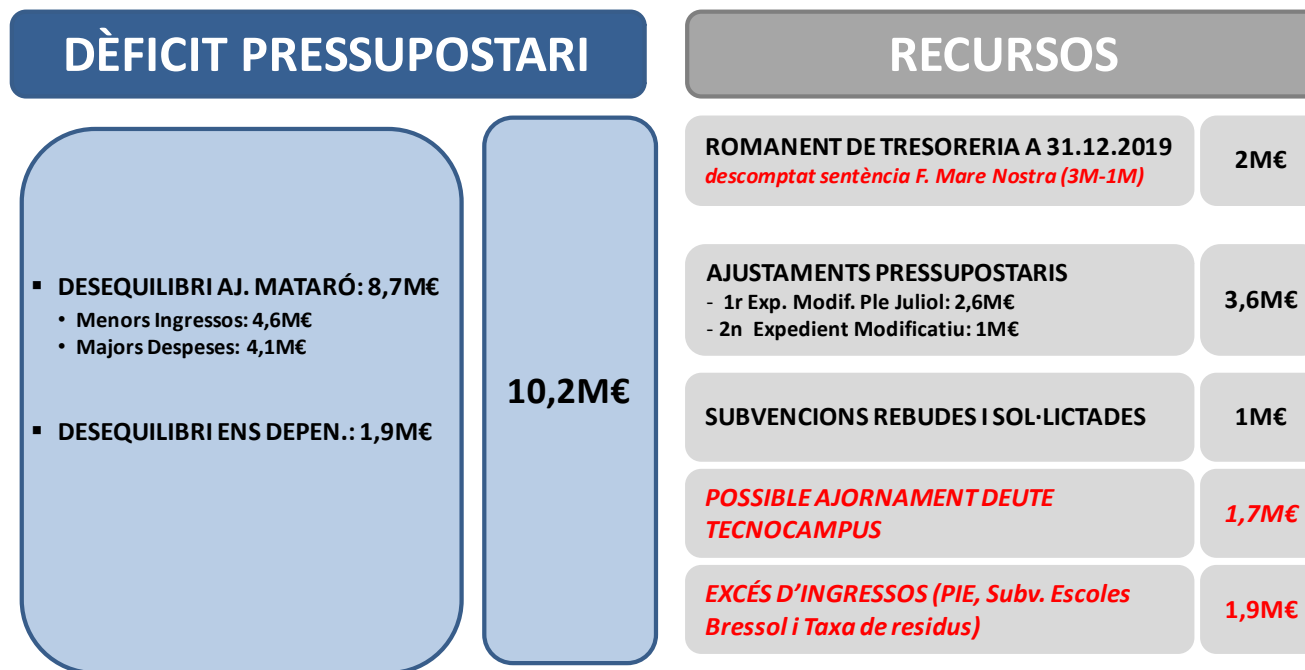 DÈFICIT PRESSUPOSTARI
▪ DESEQUILIBRI AJ. MATARÓ: 8,7M€
• Menors Ingressos: 4,6M€
• Majors Despeses: 4,1M€
▪ DESEQUILIBRI ENS DEPEN.: 1,9M€
10,2M€
RECURSOS
ROMANENT DE TRESORERIA A 31.12.2019
descomptat sentència F. Mare Nostra (3M-1M)
2M€
AJUSTAMENTS PRESSUPOSTARIS
- 1r Exp. Modif. Ple Juliol: 2,6M€
- 2n Expedient Modificatiu: 1M€
3,6M€
SUBVENCIONS REBUDES I SOL·LICTADES
1M€
POSSIBLE AJORNAMENT DEUTE
TECNOCAMPUS
1,7M€
EXCÉS D'INGRESSOS (PIE, Subv. Escoles
Bressol i Taxa de residus)
1,9M€